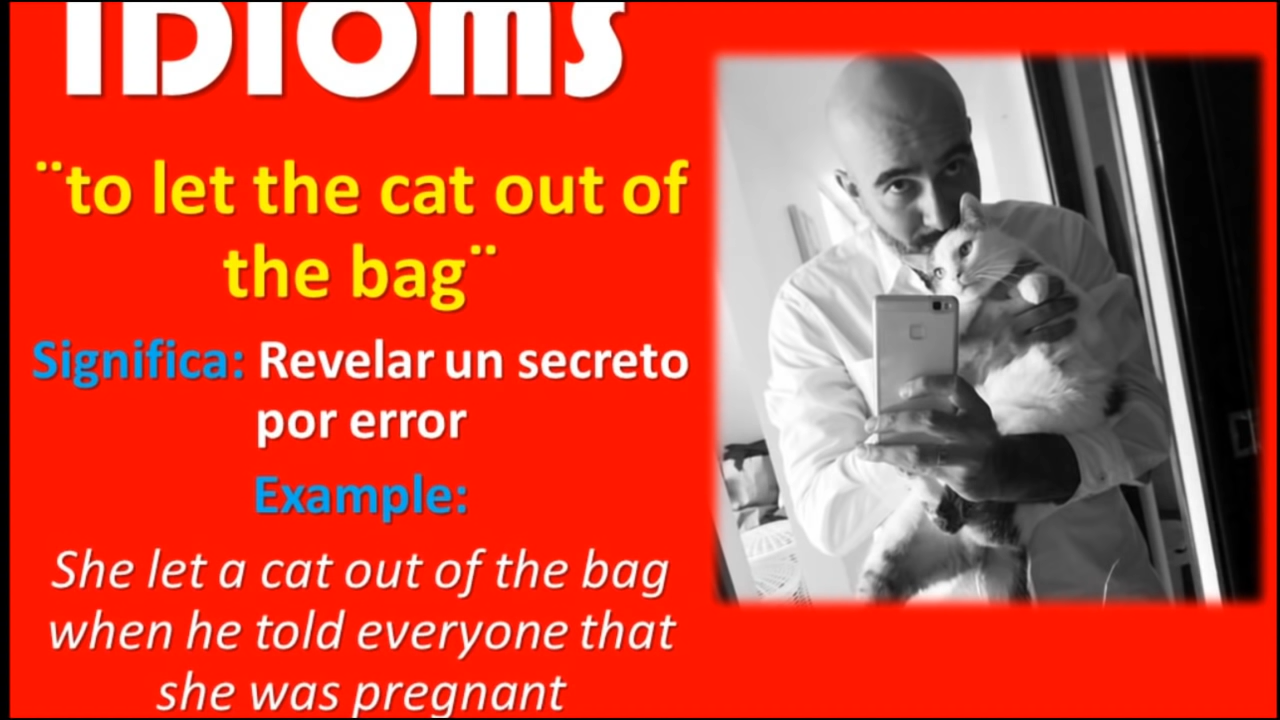 IDIOMS
¨to let the cat out of
the bag¨
Significa: Revelar un secreto
por error
Example:
She let a cat out of the bag
when he told everyone that
she was pregnant